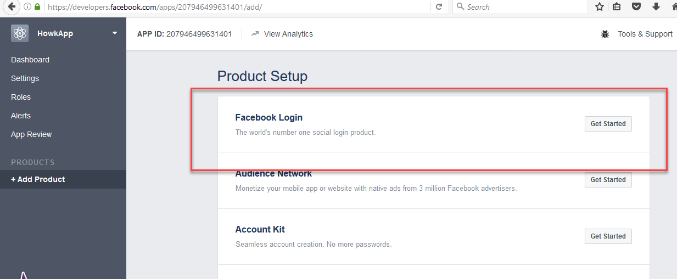 https://developers.facebook.com/apps/207946499631401/add/
Search
HowkApp
APP ID: 207946499631401
View Analytics
Tools & Support
Dashboard
Settings
Roles
Alerts
App Review
PRODUCTS
+ Add Product
Product Setup
Facebook Login
The world's number one social login product.
Get Started
Audience Network
Monetize your mobile app or website with native ads from 3 million Facebook advertisers.
Get Started
Account Kit
Seamless account creation. No more passwords.
Get Started